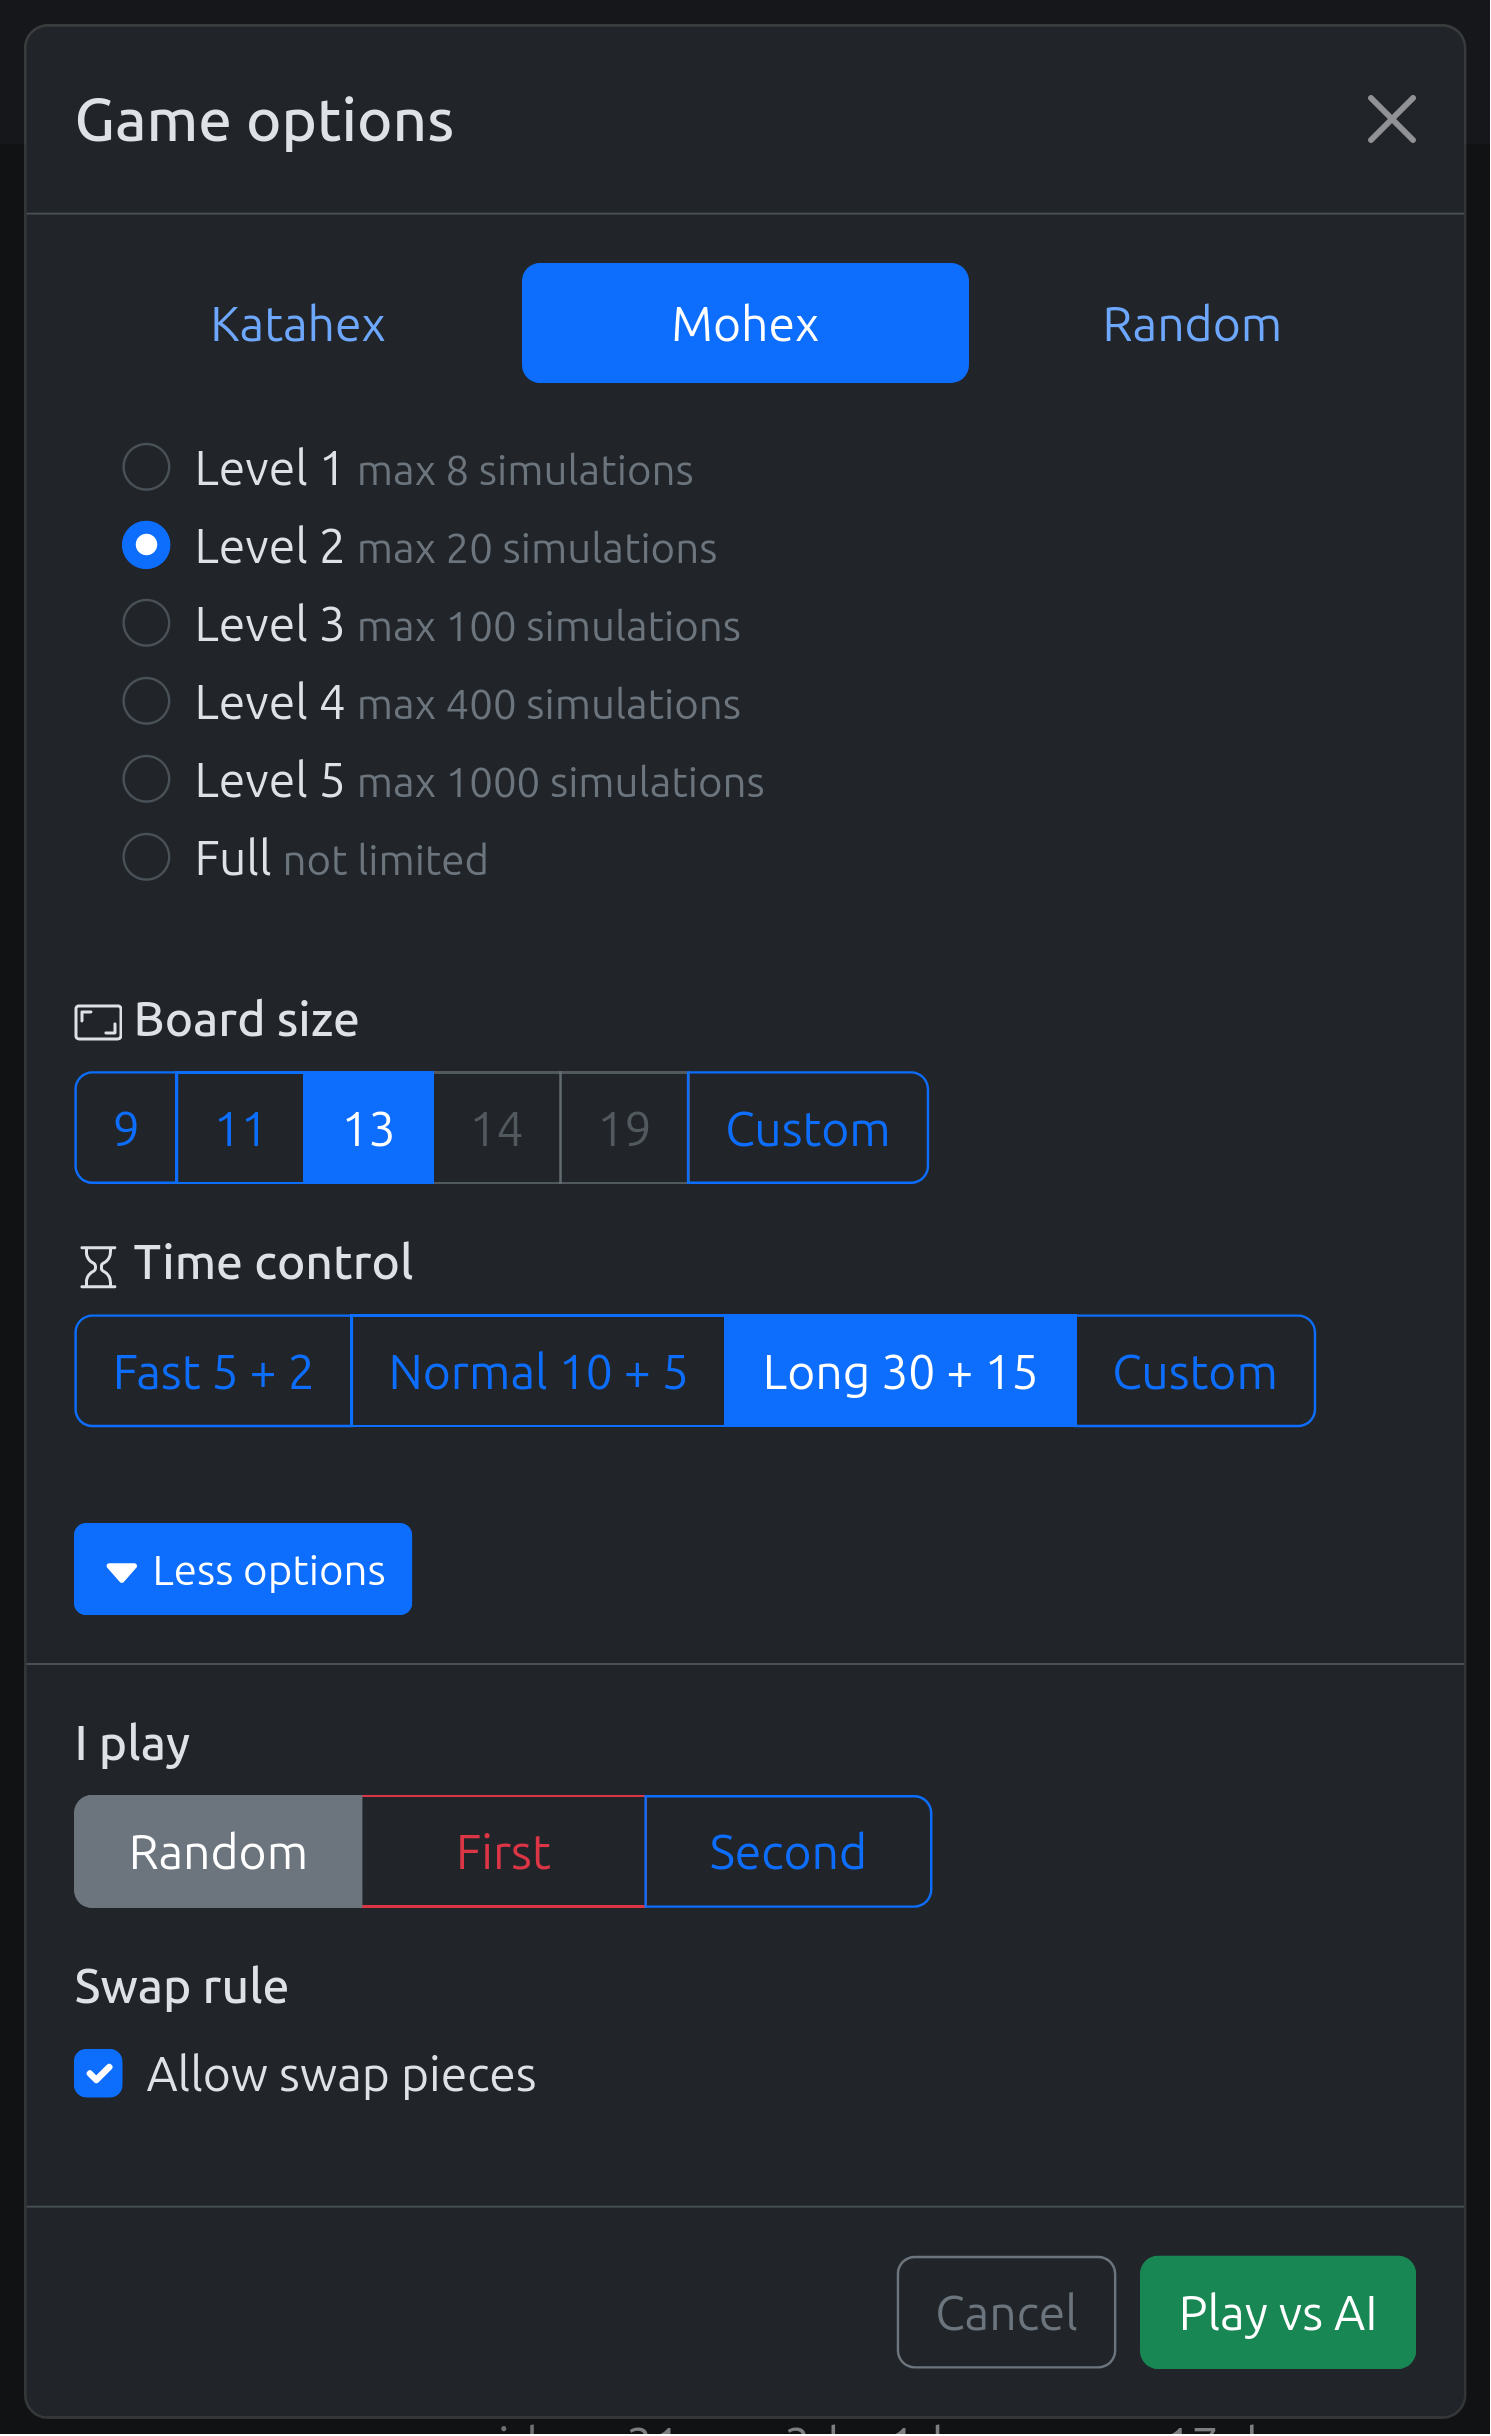 Game options
Katahex Mohex Random
Level 1 max 8 simulations
Level 2 max 20 simulations
Level 3 max 100 simulations
Level 4 max 400 simulations
Level 5 max 1000 simulations
Full not limited
Board size
9 11 13 14 19 Custom
Time control
Fast 5 + 2 Normal 10 + 5 Long 30 + 15 Custom
Less options
I play
Random First Second
Swap rule
Allow swap pieces
Cancel Play vs AI